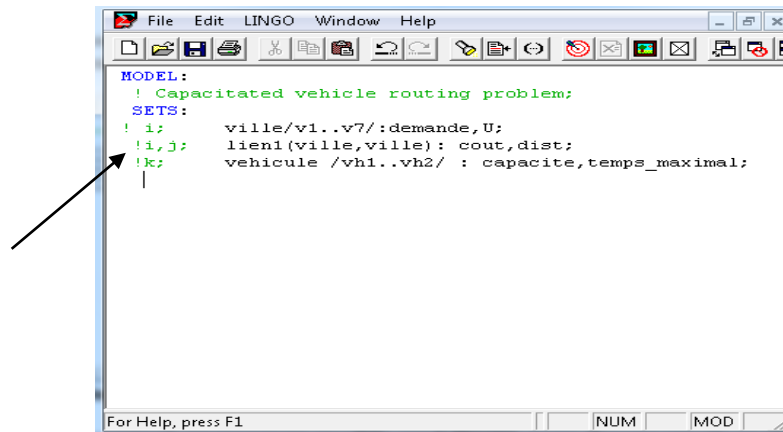 File Edit LINGO Window Help
MODEL:
! Capacitated vehicle routing problem;
SETS:
! i; ville/v1..v7/:demande,U;
!i,j; lien1(ville,ville): cout,dist;
!k; vehicule /vh1..vh2/ : capacite,temps_maximal;
For Help, press F1 NUM MOD